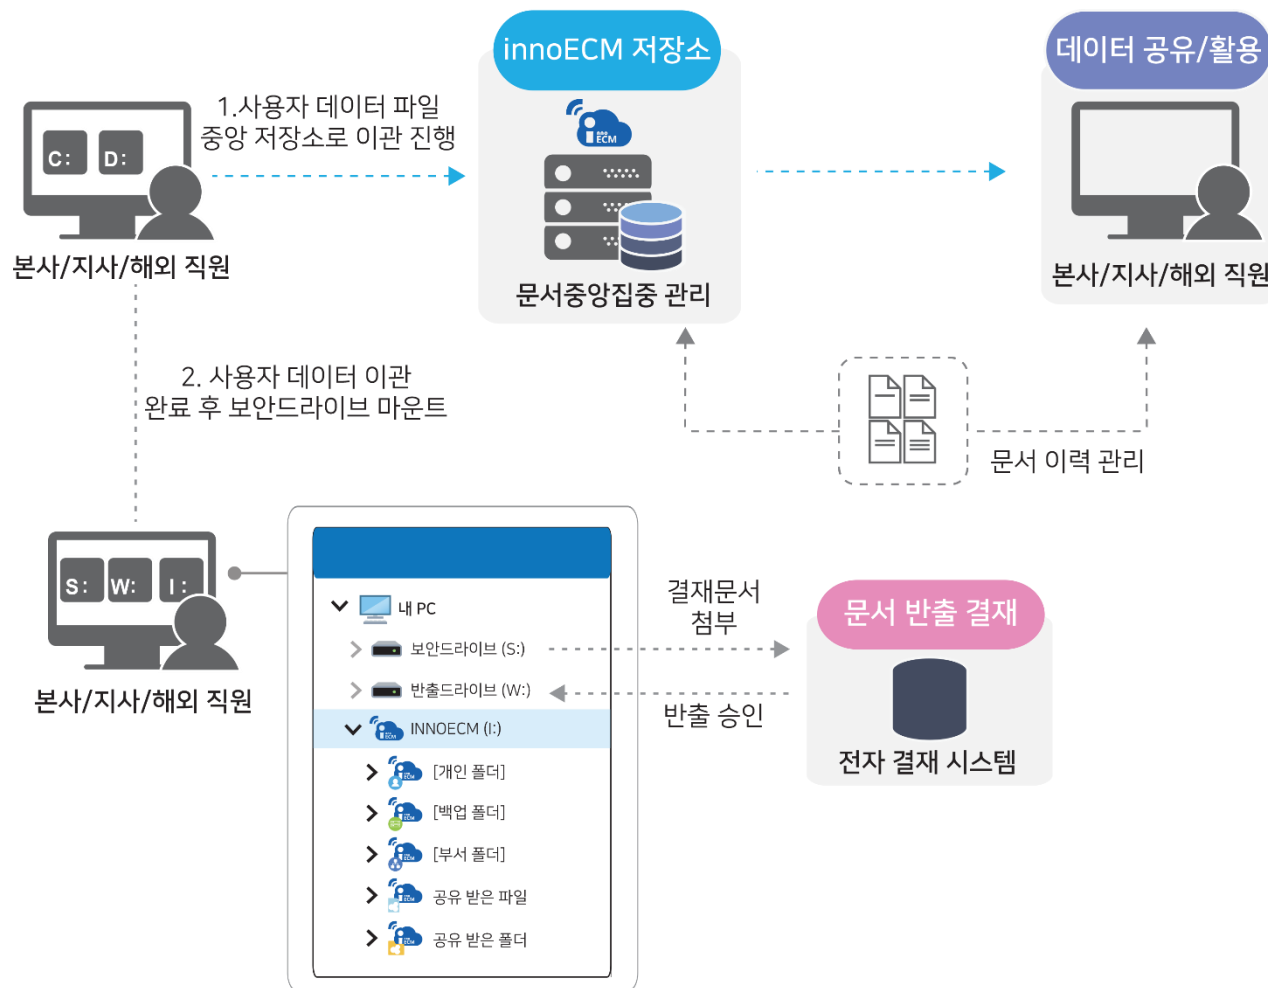 innoECM 저장소
데이터 공유/활용
1.사용자 데이터 파일
중앙 저장소로 이관 진행
C:
D:
inno
ECM
본사/지사/해외 직원
문서중앙집중 관리
본사/지사/해외 직원
2. 사용자 데이터 이관
완료 후 보안드라이브 마운트
문서 이력 관리
S:
W:
I:
본사/지사/해외 직원
내 PC
보안드라이브 (S:)
반출드라이브 (W:)
INNOECM (I:)
[개인 폴더]
[백업 폴더]
[부서 폴더]
공유 받은 파일
공유 받은 폴더
결재문서
첨부
반출 승인
문서 반출 결재
전자 결재 시스템